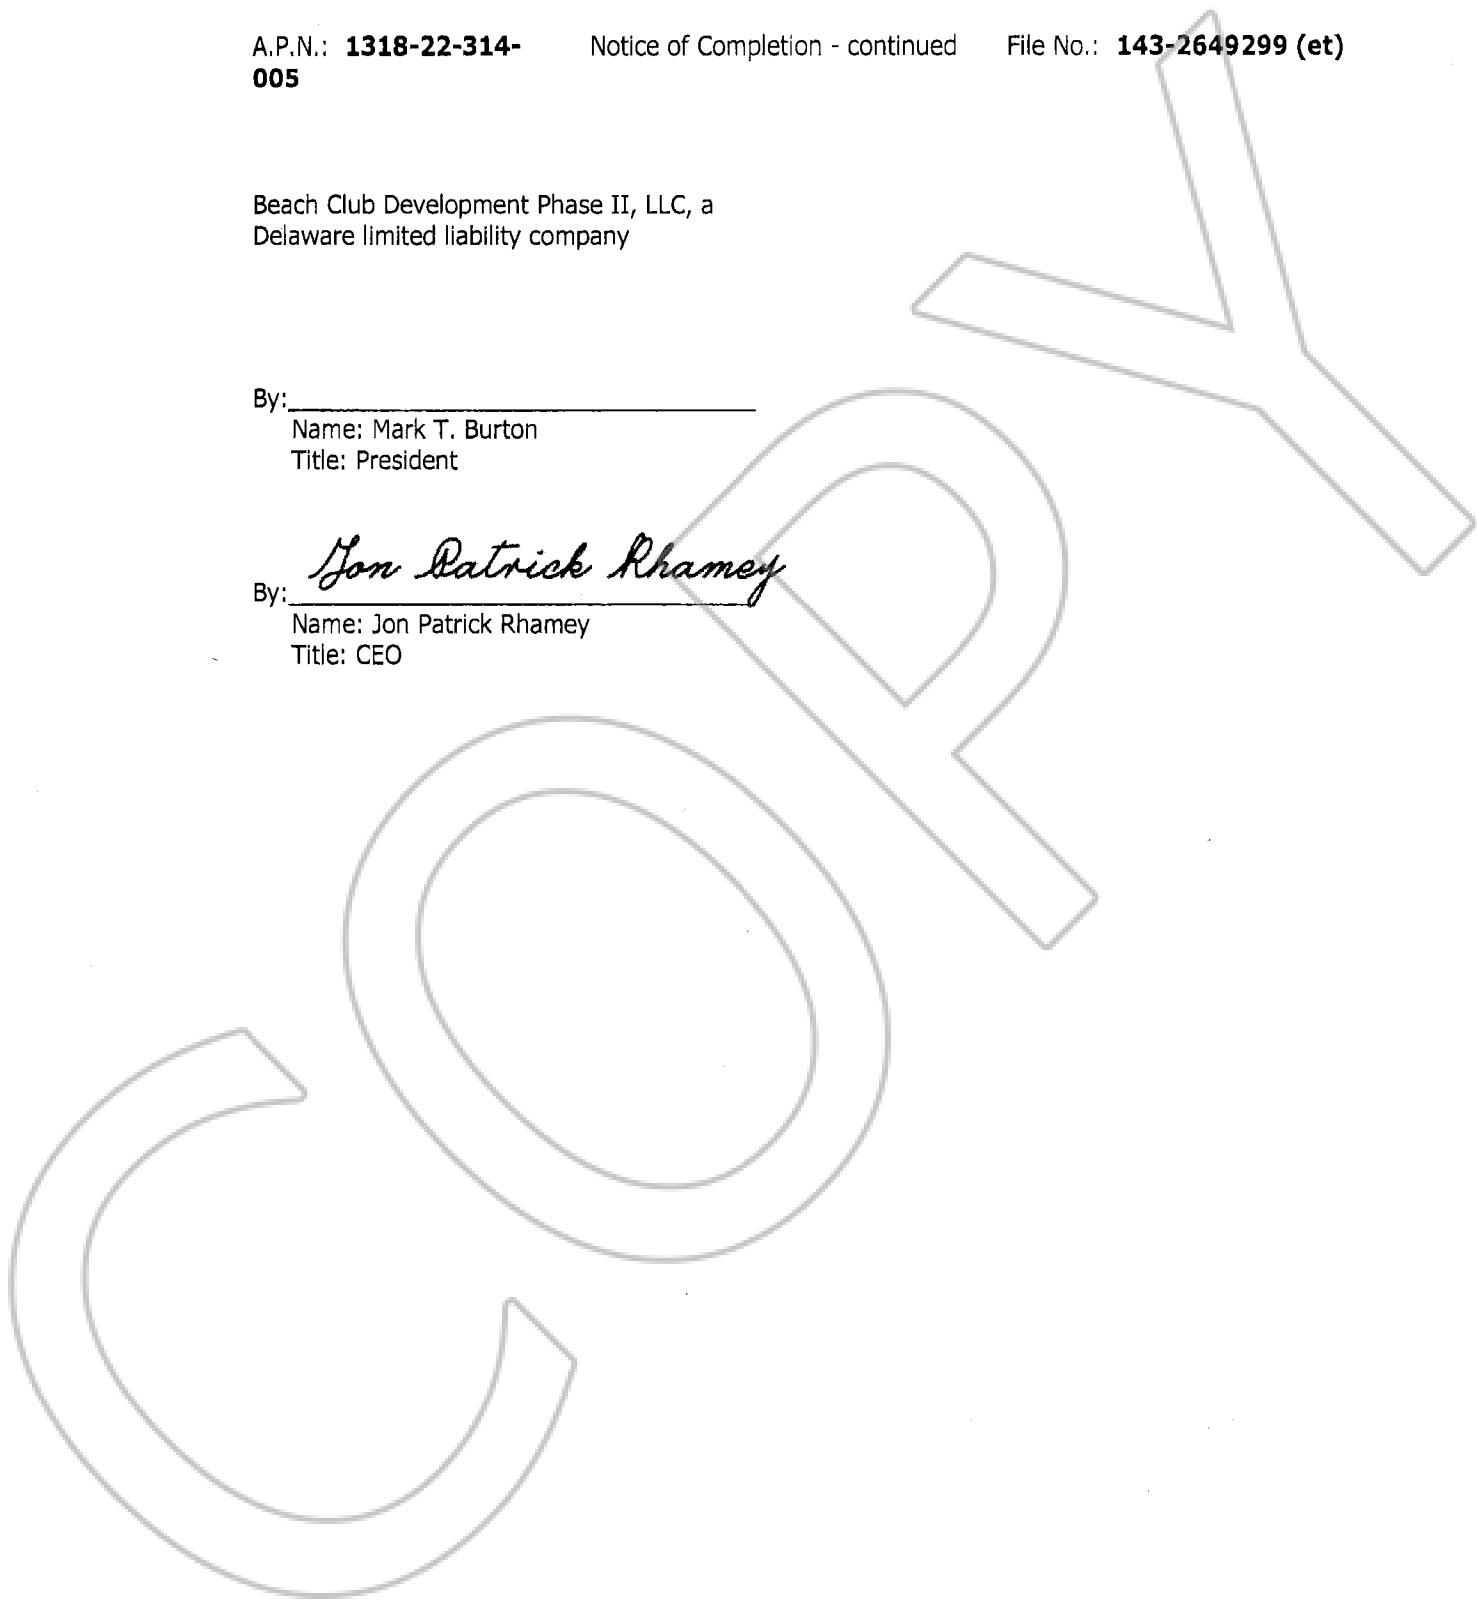 A.P.N.: 1318-22-314- Notice of Completion - continued File No.: 143-2649299 (et)
005
Beach Club Development Phase II, LLC, a
Delaware limited liability company
By:
Name: Mark T. Burton
Title: President
Jon Patrick Rhamey
By:
Name: Jon Patrick Rhamey
Title: CEO
COPY